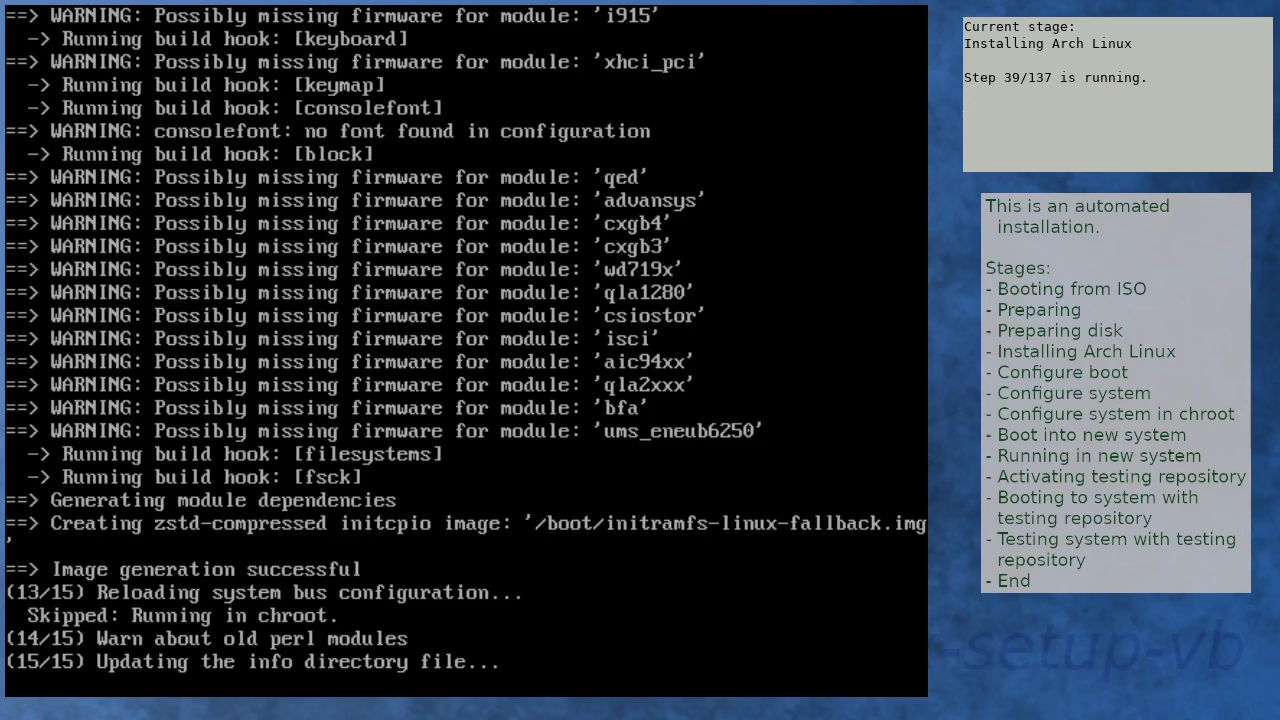 ==> WARNING: Possibly missing firmware for module: 'i915'
  -> Running build hook: [keyboard]
==> WARNING: Possibly missing firmware for module: 'xhci_pci'
  -> Running build hook: [keymap]
  -> Running build hook: [consolefont]
==> WARNING: consolefont: no font found in configuration
  -> Running build hook: [block]
==> WARNING: Possibly missing firmware for module: 'qed'
==> WARNING: Possibly missing firmware for module: 'advansys'
==> WARNING: Possibly missing firmware for module: 'cxgb4'
==> WARNING: Possibly missing firmware for module: 'cxgb3'
==> WARNING: Possibly missing firmware for module: 'wd719x'
==> WARNING: Possibly missing firmware for module: 'qla1280'
==> WARNING: Possibly missing firmware for module: 'csiostor'
==> WARNING: Possibly missing firmware for module: 'isci'
==> WARNING: Possibly missing firmware for module: 'aic94xx'
==> WARNING: Possibly missing firmware for module: 'qla2xxx'
==> WARNING: Possibly missing firmware for module: 'bfa'
==> WARNING: Possibly missing firmware for module: 'ums_eneub6250'
  -> Running build hook: [filesystems]
  -> Running build hook: [fsck]
==> Generating module dependencies
==> Creating zstd-compressed initcpio image: '/boot/initramfs-linux-fallback.img
'
==> Image generation successful
(13/15) Reloading system bus configuration...
  Skipped: Running in chroot.
(14/15) Warn about old perl modules
(15/15) Updating the info directory file...
Current stage:
Installing Arch Linux
Step 39/137 is running.
This is an automated
installation.
Stages:
- Booting from ISO
- Preparing
- Preparing disk
- Installing Arch Linux
- Configure boot
- Configure system
- Configure system in chroot
- Boot into new system
- Running in new system
- Activating testing repository
- Booting to system with
testing repository
- Testing system with testing
repository
- End
-setup-vb